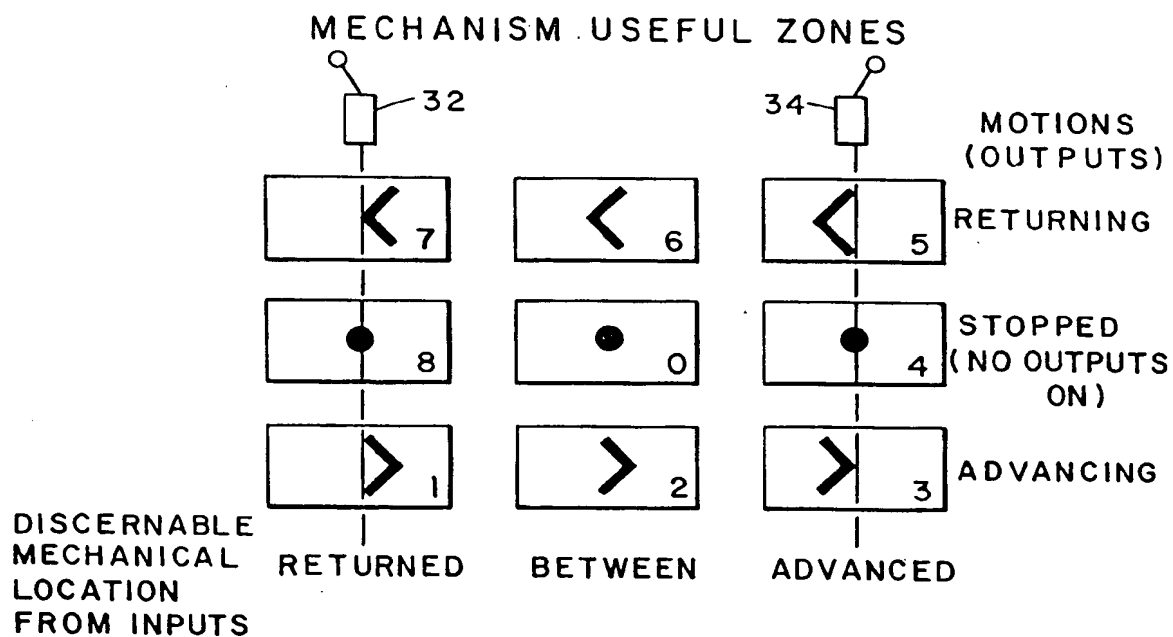 MECHANISM USEFUL ZONES
32
34
MOTIONS
(OUTPUTS)
7
6
5
RETURNING
8
0
4
STOPPED
(NO OUTPUTS
ON)
1
2
3
ADVANCING
DISCERNABLE
MECHANICAL
LOCATION
FROM INPUTS
RETURNED
BETWEEN
ADVANCED